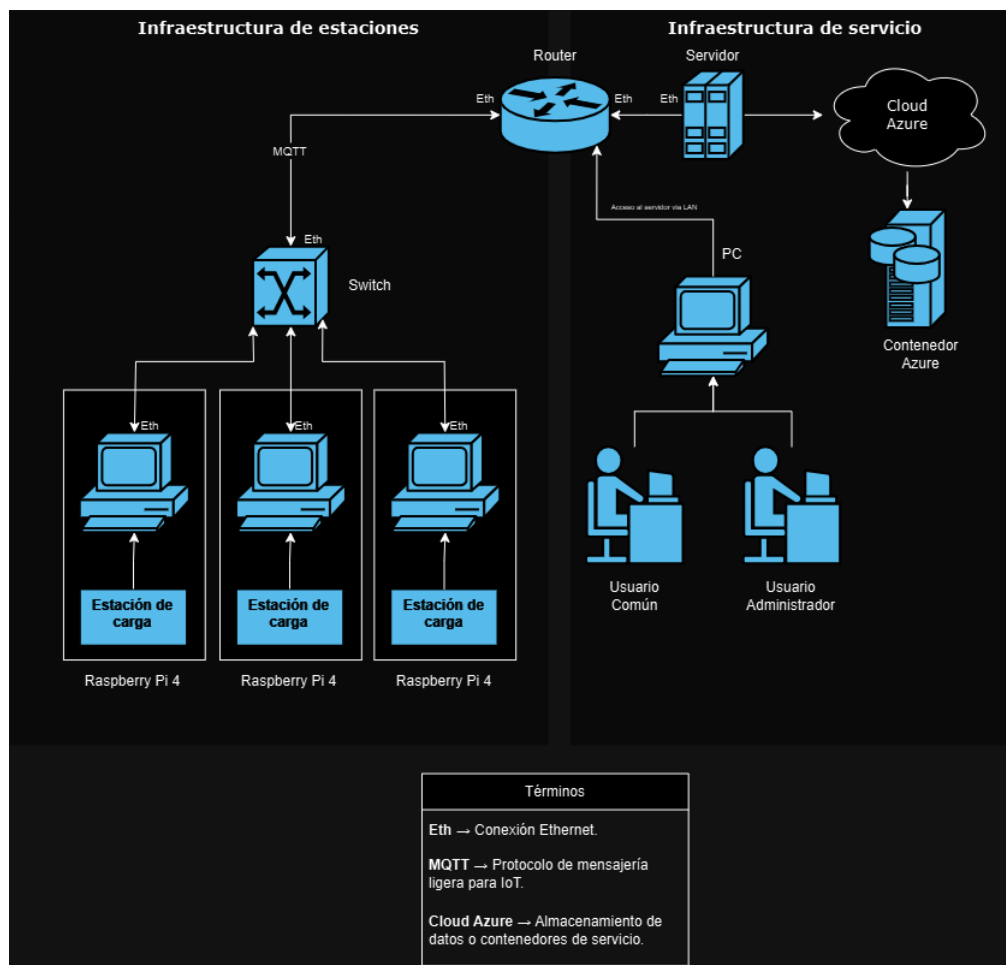 Infraestructura de estaciones
Infraestructura de servicio
Router
Servidor
Eth
Eth
Eth
Cloud
Azure
MQTT
Acceso al servidor via LAN
Eth
PC
Switch
Contenedor
Azure
Eth
Eth
Eth
Estación de
carga
Estación de
carga
Estación de
carga
Usuario
Común
Usuario
Administrador
Raspberry Pi 4
Raspberry Pi 4
Raspberry Pi 4
Términos
Eth → Conexión Ethernet.
MQTT → Protocolo de mensajería
ligera para IoT.
Cloud Azure → Almacenamiento de
datos o contenedores de servicio.